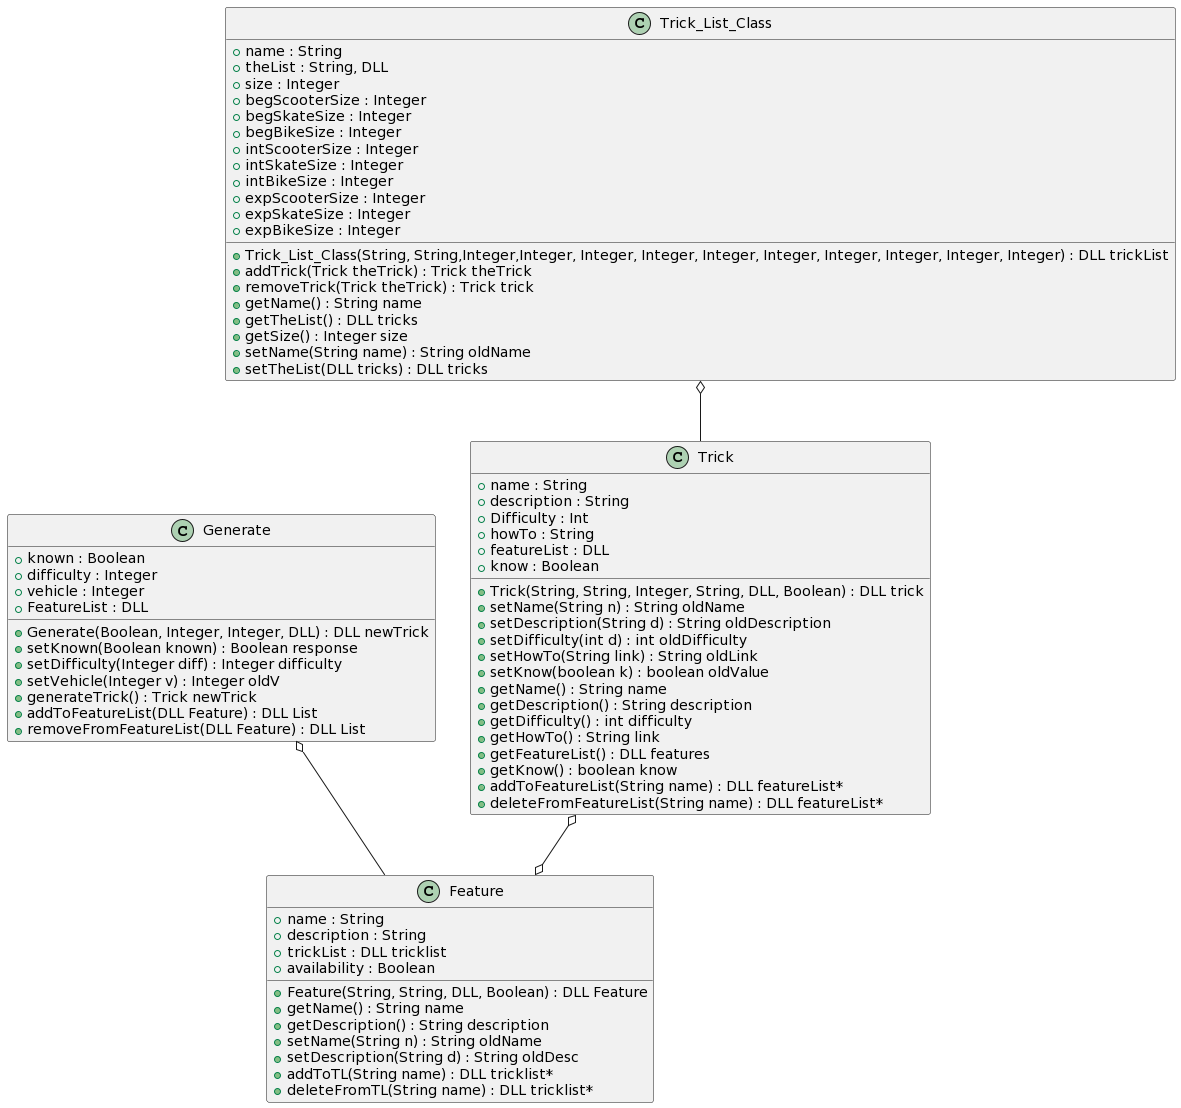 C Trick_List_Class
name : String
theList : String, DLL
size : Integer
begScooterSize : Integer
begSkateSize : Integer
begBikeSize : Integer
intScooterSize : Integer
intSkateSize : Integer
intBikeSize : Integer
expScooterSize : Integer
expSkateSize : Integer
expBikeSize : Integer
Trick_List_Class(String, String,Integer,Integer, Integer, Integer, Integer, Integer, Integer, Integer, Integer, Integer) : DLL trickList
addTrick(Trick theTrick) : Trick theTrick
removeTrick(Trick theTrick) : Trick trick
getName() : String name
getTheList() : DLL tricks
getSize() : Integer size
setName(String name) : String oldName
setTheList(DLL tricks) : DLL tricks
C Trick
name : String
description : String
Difficulty : Int
howTo : String
featureList : DLL
know : Boolean
Trick(String, String, Integer, String, DLL, Boolean) : DLL trick
setName(String n) : String oldName
setDescription(String d) : String oldDescription
setDifficulty(int d) : int oldDifficulty
setHowTo(String link) : String oldLink
setKnow(boolean k) : boolean oldValue
getName() : String name
getDescription() : String description
getDifficulty() : int difficulty
getHowTo() : String link
getFeatureList() : DLL features
getKnow() : boolean know
addToFeatureList(String name) : DLL featureList*
deleteFromFeatureList(String name) : DLL featureList*
C Generate
known : Boolean
difficulty : Integer
vehicle : Integer
FeatureList : DLL
Generate(Boolean, Integer, Integer, DLL) : DLL newTrick
setKnown(Boolean known) : Boolean response
setDifficulty(Integer diff) : Integer difficulty
setVehicle(Integer v) : Integer oldV
generateTrick() : Trick newTrick
addToFeatureList(DLL Feature) : DLL List
removeFromFeatureList(DLL Feature) : DLL List
C Feature
name : String
description : String
trickList : DLL tricklist
availability : Boolean
Feature(String, String, DLL, Boolean) : DLL Feature
getName() : String name
getDescription() : String description
setName(String n) : String oldName
setDescription(String d) : String oldDesc
addToTL(String name) : DLL tricklist*
deleteFromTL(String name) : DLL tricklist*